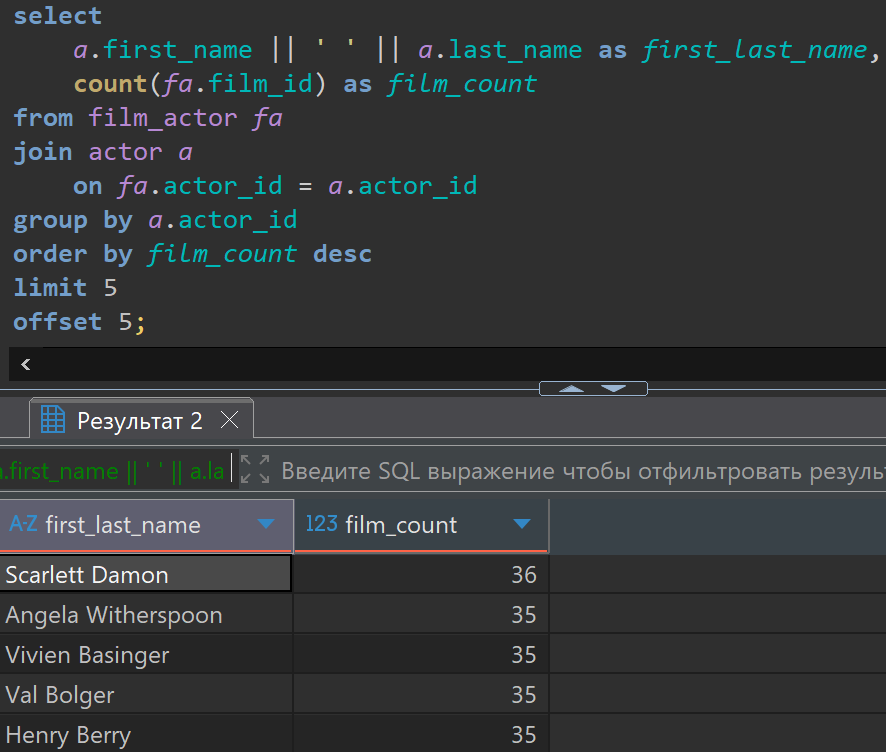 select
a.first_name || ' ' || a.last_name as first_last_name,
count(fa.film_id) as film_count
from film_actor fa
join actor a
on fa.actor_id = a.actor_id
group by a.actor_id
order by film_count desc
limit 5
offset 5;
Результат 2
a.first_name || ' ' || a.la Введите SQL выражение чтобы отфильтровать резуль
A-Z first_last_name 123 film_count
Scarlett Damon 36
Angela Witherspoon 35
Vivien Basinger 35
Val Bolger 35
Henry Berry 35